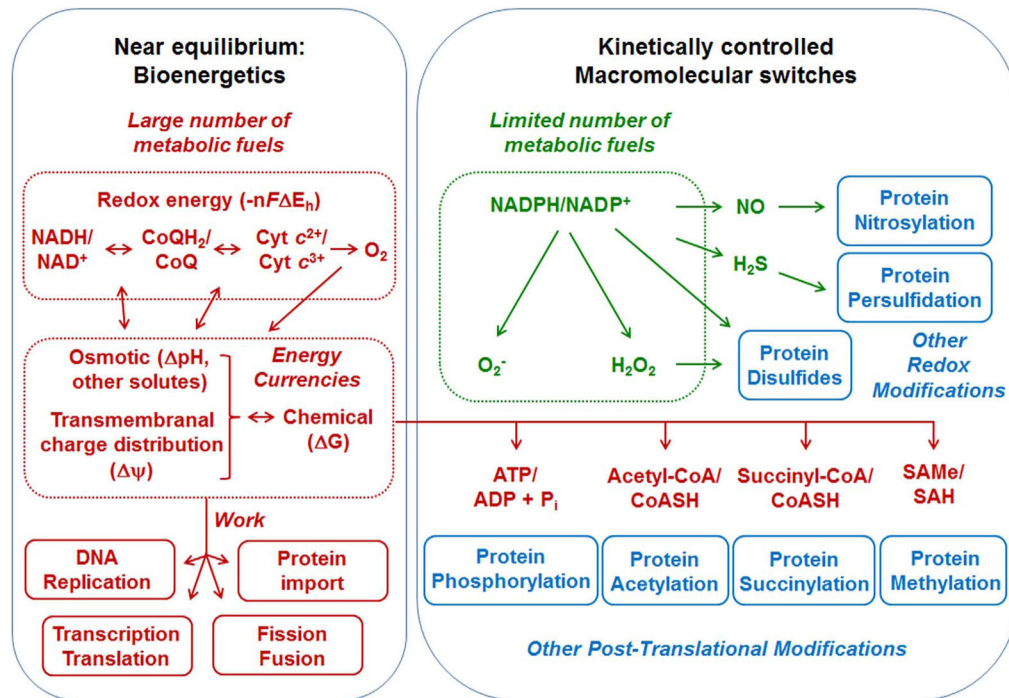 Near equilibrium:
Bioenergetics
Large number of
metabolic fuels
Redox energy (-nFΔE<sub>h</sub>)
NADH/
NAD⁺
CoQH₂/
CoQ
Cyt c²⁺/
Cyt c³⁺
O₂
Osmotic (ΔpH,
other solutes)
Transmembranal
charge distribution
(Δψ)
Energy
Currencies
Chemical
(ΔG)
Work
DNA
Replication
Protein
import
Transcription
Translation
Fission
Fusion
Kinetically controlled
Macromolecular switches
Limited number of
metabolic fuels
NADPH/NADP⁺
NO
Protein
Nitrosylation
H₂S
Protein
Persulfidation
O₂⁻
H₂O₂
Protein
Disulfides
Other
Redox
Modifications
ATP/
ADP + Pᵢ
Acetyl-CoA/
CoASH
Succinyl-CoA/
CoASH
SAMe/
SAH
Protein
Phosphorylation
Protein
Acetylation
Protein
Succinylation
Protein
Methylation
Other Post-Translational Modifications